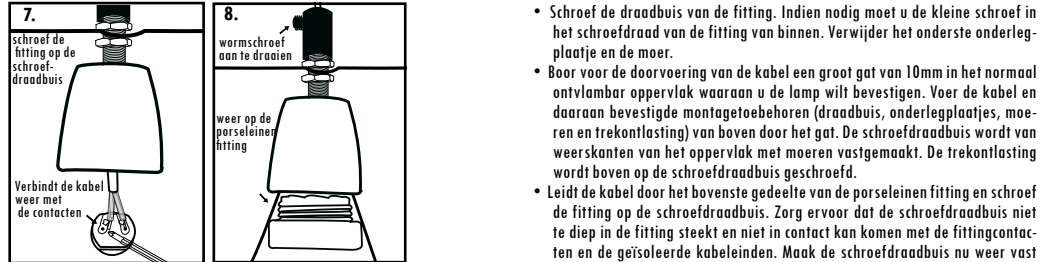 7.
schroef de
fitting op de
schroef-
draadbuis
Verbindt de kabel
weer met
de contacten
8.
wormschroef
aan te draaien
weer op de
porseleinen
fitting
• Schroef de draadbuis van de fitting. Indien nodig moet u de kleine schroef in
het schroefdraad van de fitting van binnen. Verwijder het onderste onderleg-
plaatje en de moer.
• Boor voor de doorvoering van de kabel een groot gat van 10mm in het normaal
ontvlambar oppervlak waaraan u de lamp wilt bevestigen. Voer de kabel en
daaraan bevestigde montagetoebehoren (draadbuis, onderlegplaatjes, moe-
ren en trekontlasting) van boven door het gat. De schroefdraadbuis wordt van
weerskanten van het oppervlak met moeren vastgemaakt. De trekontlasting
wordt boven op de schroefdraadbuis geschroefd.
• Leidt de kabel door het bovenste gedeelte van de porseleinen fitting en schroef
de fitting op de schroefdraadbuis. Zorg ervoor dat de schroefdraadbuis niet
te diep in de fitting steekt en niet in contact kan komen met de fittingcontac-
ten en de geïsoleerde kabeleinden. Maak de schroefdraadbuis nu weer vast